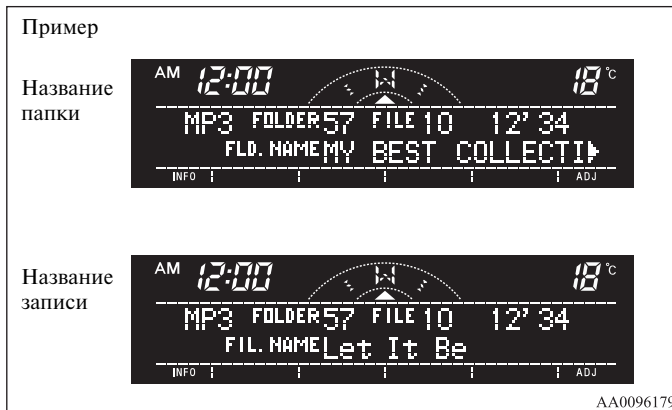 Пример
Название папки
AM 12:00 W 18 °C
MP3 FOLDER 57 FILE 10 12' 34
FLD. NAME MY BEST COLLECTI
INFO ADJ
Название записи
AM 12:00 W 18 °C
MP3 FOLDER 57 FILE 10 12' 34
FIL. NAME Let It Be
INFO ADJ
AA0096179